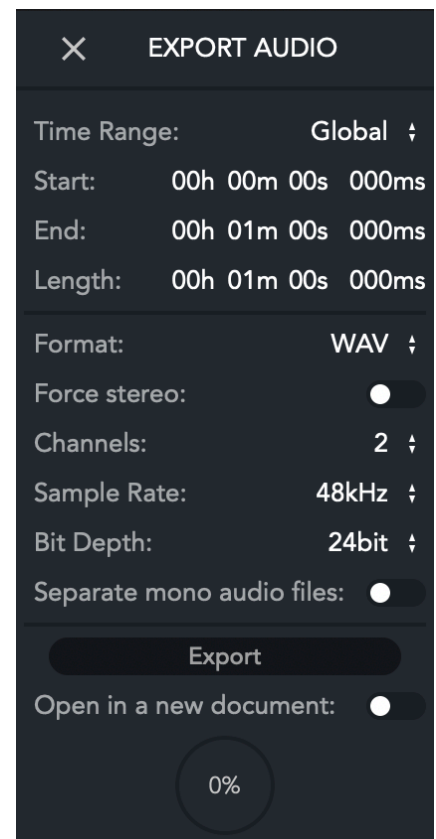 EXPORT AUDIO
Time Range: Global
Start: 00h 00m 00s 000ms
End: 00h 01m 00s 000ms
Length: 00h 01m 00s 000ms
Format: WAV
Force stereo:
Channels: 2
Sample Rate: 48kHz
Bit Depth: 24bit
Separate mono audio files:
Export
Open in a new document:
0%